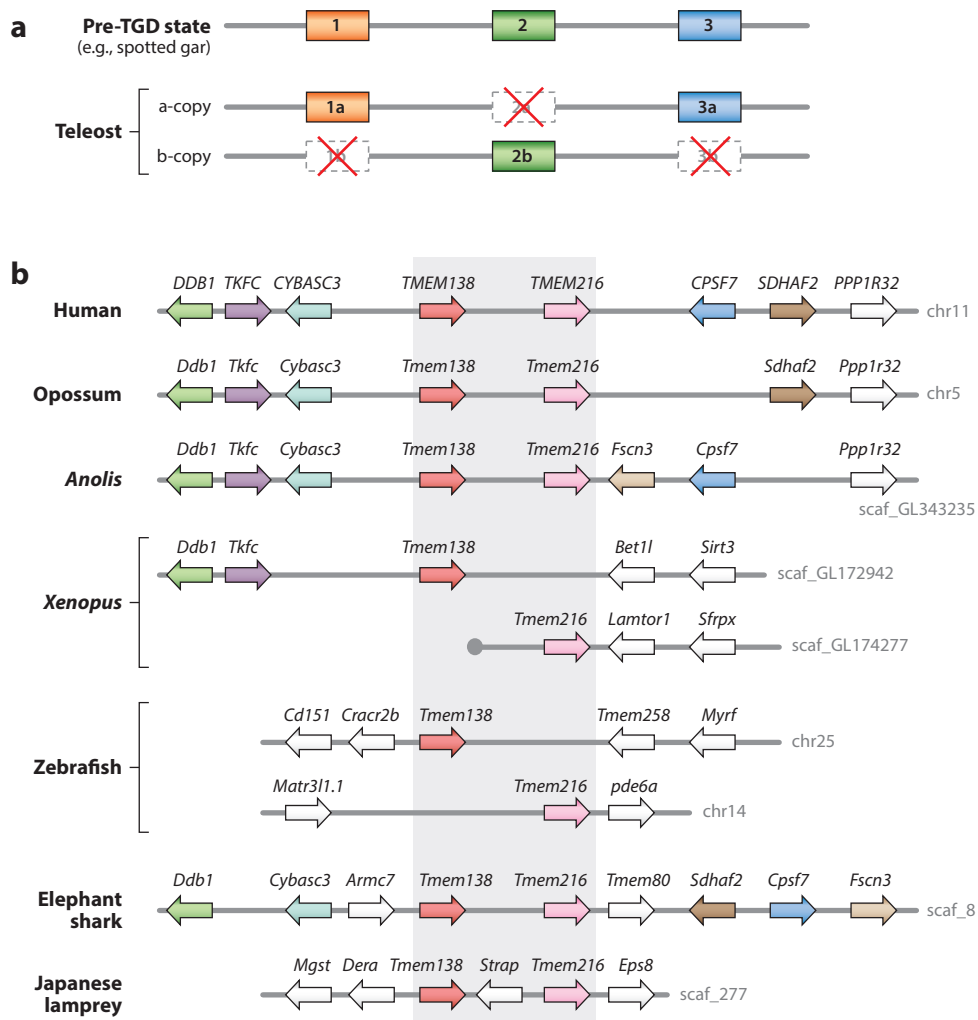 a
Pre-TGD state
(e.g., spotted gar)
1 2 3
Teleost
a-copy 1a 2a 3a
b-copy 1b 2b 3b
b
Human
DDB1 TKFC CYBASC3 TMEM138 TMEM216 CPSF7 SDHAF2 PPP1R32
chr11
Opossum
Ddb1 Tkfc Cybasc3 Tmem138 Tmem216 Sdhaf2 Ppp1r32
chr5
Anolis
Ddb1 Tkfc Cybasc3 Tmem138 Tmem216 Fscn3 Cpsf7 Ppp1r32
scaf_GL343235
Xenopus
Ddb1 Tkfc Tmem138 Bet1l Sirt3
scaf_GL172942
Tmem216 Lamtor1 Sfrpx
scaf_GL174277
Zebrafish
Cd151 Cracr2b Tmem138 Tmem258 Myrf
chr25
Matr3l1.1 Tmem216 pde6a
chr14
Elephant
shark
Ddb1 Cybasc3 Armc7 Tmem138 Tmem216 Tmem80 Sdhaf2 Cpsf7 Fscn3
scaf_8
Japanese
lamprey
Mgst Dera Tmem138 Strap Tmem216 Eps8
scaf_277